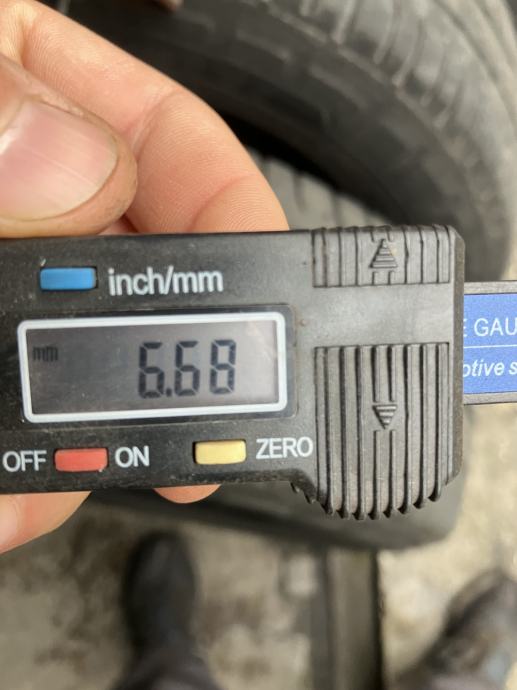 inch/mm
mm 6.68
OFF ON ZERO
E GAU
otive s